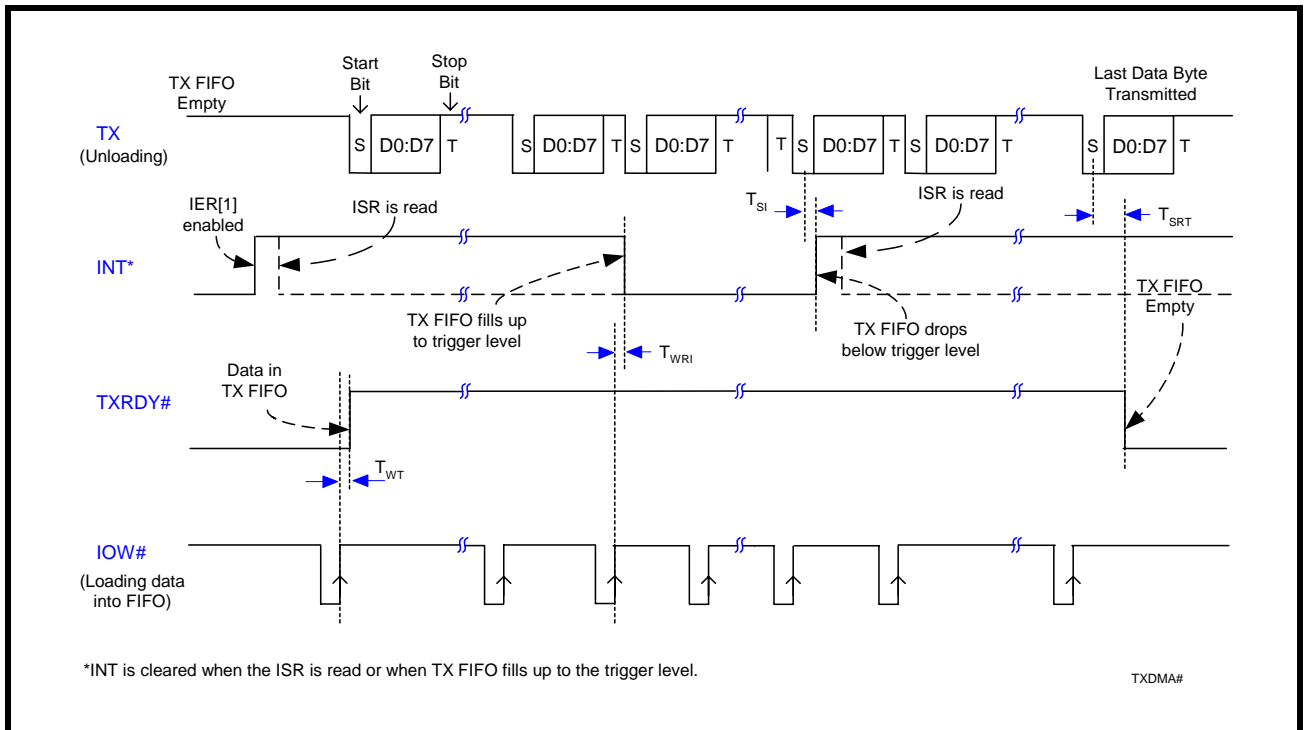 TX FIFO
Empty
Start
Bit
Stop
Bit
Last Data Byte
Transmitted
TX
(Unloading)
S D0:D7 T S D0:D7 T S D0:D7 T T S D0:D7 T S D0:D7 T S D0:D7 T
IER[1]
enabled
ISR is read
TSI
ISR is read
TSRT
INT*
TX FIFO fills up
to trigger level
TX FIFO drops
below trigger level
TX FIFO
Empty
TWRI
Data in
TX FIFO
TXRDY#
TWT
IOW#
(Loading data
into FIFO)
*INT is cleared when the ISR is read or when TX FIFO fills up to the trigger level.
TXDMA#